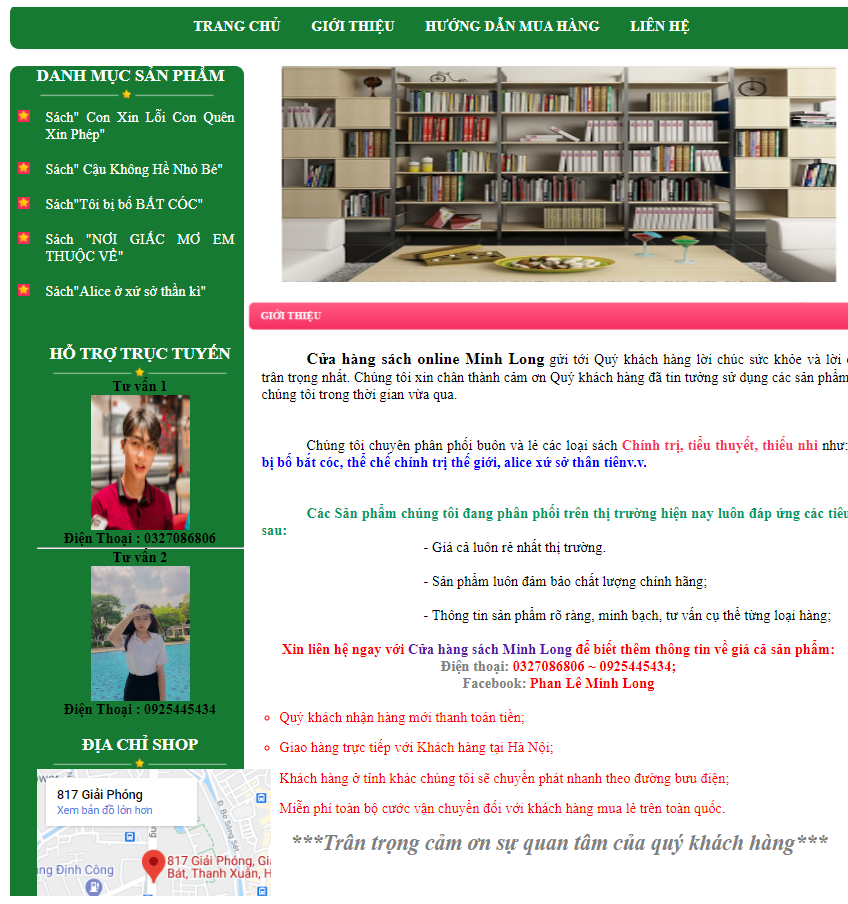 TRANG CHỦ GIỚI THIỆU HƯỚNG DẪN MUA HÀNG LIÊN HỆ
DANH MỤC SẢN PHẨM
Sách" Con Xin Lỗi Con Quên
Xin Phép"
Sách" Cậu Không Hề Nhỏ Bé"
Sách"Tôi bị bố BẮT CÓC"
Sách "NƠI GIẤC MƠ EM
THUỘC VỀ"
Sách"Alice ở xứ sở thần kì"
HỖ TRỢ TRỤC TUYẾN
Tư vấn 1
Điện Thoại : 0327086806
Tư vấn 2
Điện Thoại : 0925445434
ĐỊA CHỈ SHOP
817 Giải Phóng
Xem bản đồ lớn hơn
Đ. Bờ Sông Sét
817 Giải Phóng, Gi
Bát, Thanh Xuân, H
ang Định Công
GIỚI THIỆU
Cửa hàng sách online Minh Long gửi tới Quý khách hàng lời chúc sức khỏe và lời
trân trọng nhất. Chúng tôi xin chân thành cảm ơn Quý khách hàng đã tin tưởng sử dụng các sản phẩm
chúng tôi trong thời gian vừa qua.
Chúng tôi chuyên phân phối buôn và lẻ các loại sách Chính trị, tiểu thuyết, thiếu nhi như:
bị bố bắt cóc, thể chế chính trị thế giới, alice xứ sở thần tiênv.v.
Các Sản phẩm chúng tôi đang phân phối trên thị trường hiện nay luôn đáp ứng các tiêu
sau:
- Giá cả luôn rẻ nhất thị trường.
- Sản phẩm luôn đảm bảo chất lượng chính hãng;
- Thông tin sản phẩm rõ ràng, minh bạch, tư vấn cụ thể từng loại hàng;
Xin liên hệ ngay với Cửa hàng sách Minh Long để biết thêm thông tin về giá cả sản phẩm:
Điện thoại: 0327086806 ~ 0925445434;
Facebook: Phan Lê Minh Long
Quý khách nhận hàng mới thanh toán tiền;
Giao hàng trực tiếp với Khách hàng tại Hà Nội;
Khách hàng ở tỉnh khác chúng tôi sẽ chuyển phát nhanh theo đường bưu điện;
Miễn phí toàn bộ cước vận chuyển đối với khách hàng mua lẻ trên toàn quốc.
***Trân trọng cảm ơn sự quan tâm của quý khách hàng***